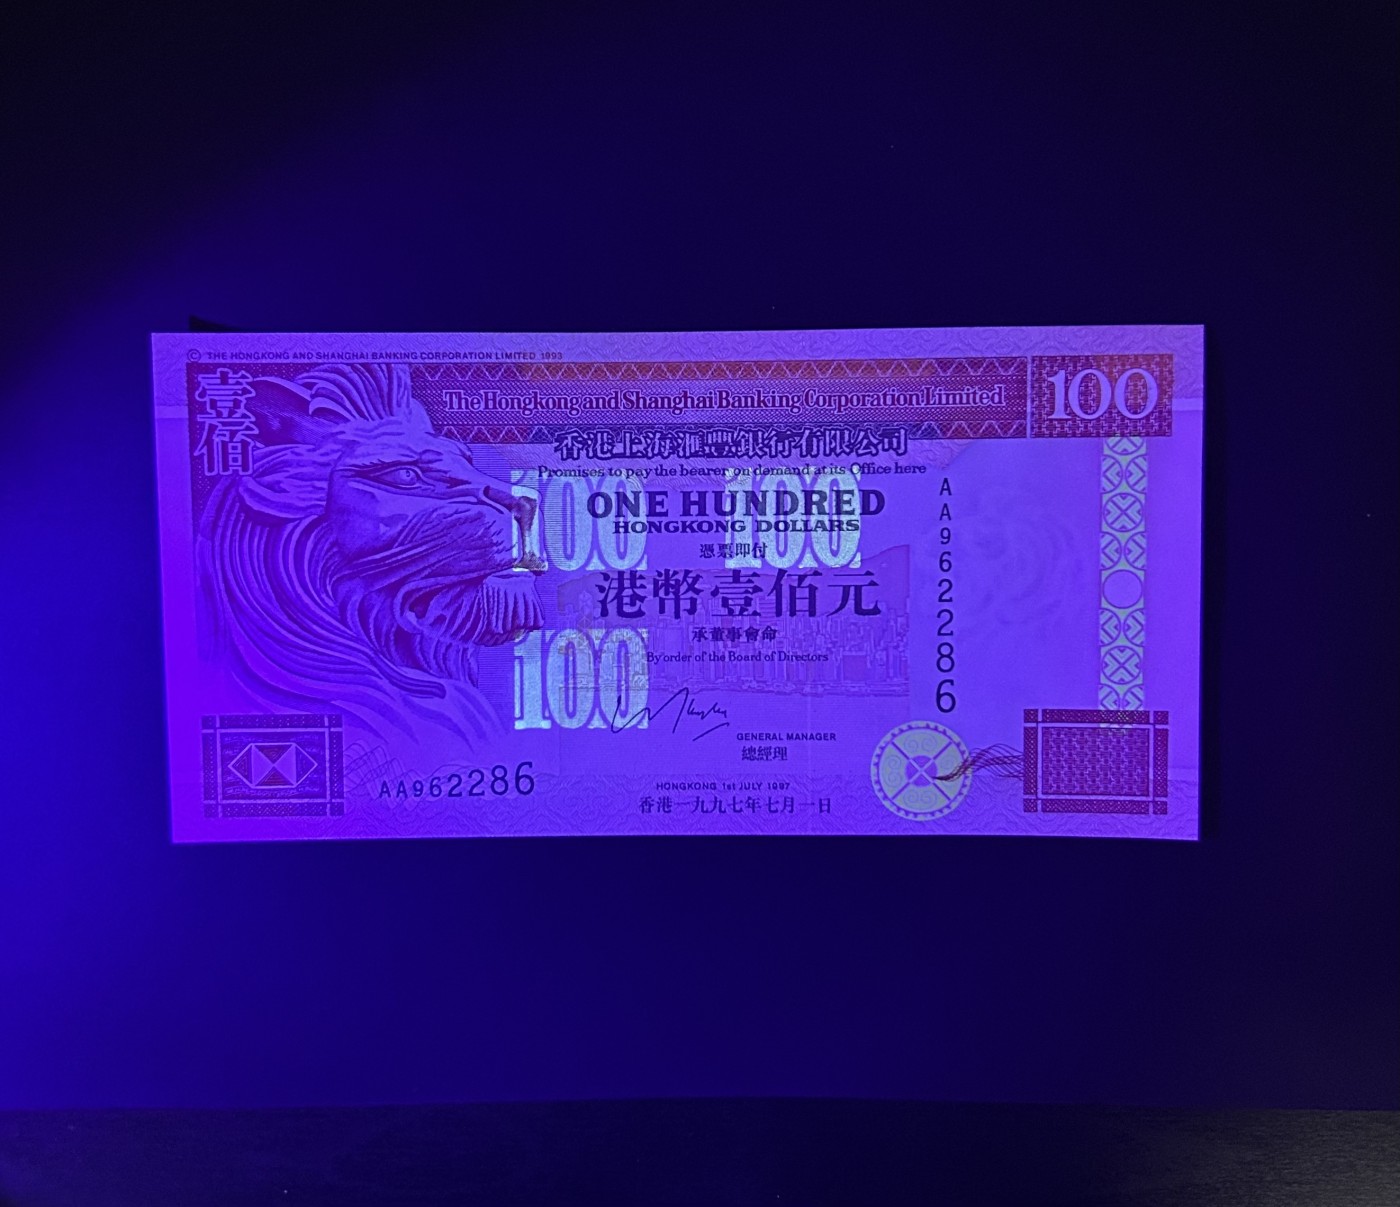 © THE HONGKONG AND SHANGHAI BANKING CORPORATION LIMITED 1993
壹佰
The Hongkong and Shanghai Banking Corporation Limited
100
香港上海滙豐銀行有限公司
Promises to pay the bearer on demand at its Office here
100
100
ONE HUNDRED
HONGKONG DOLLARS
憑票即付
港幣壹佰元
承董事會命
By order of the Board of Directors
100
AA962286
GENERAL MANAGER
總經理
AA962286
HONGKONG 1st JULY 1997
香港一九九七年七月一日